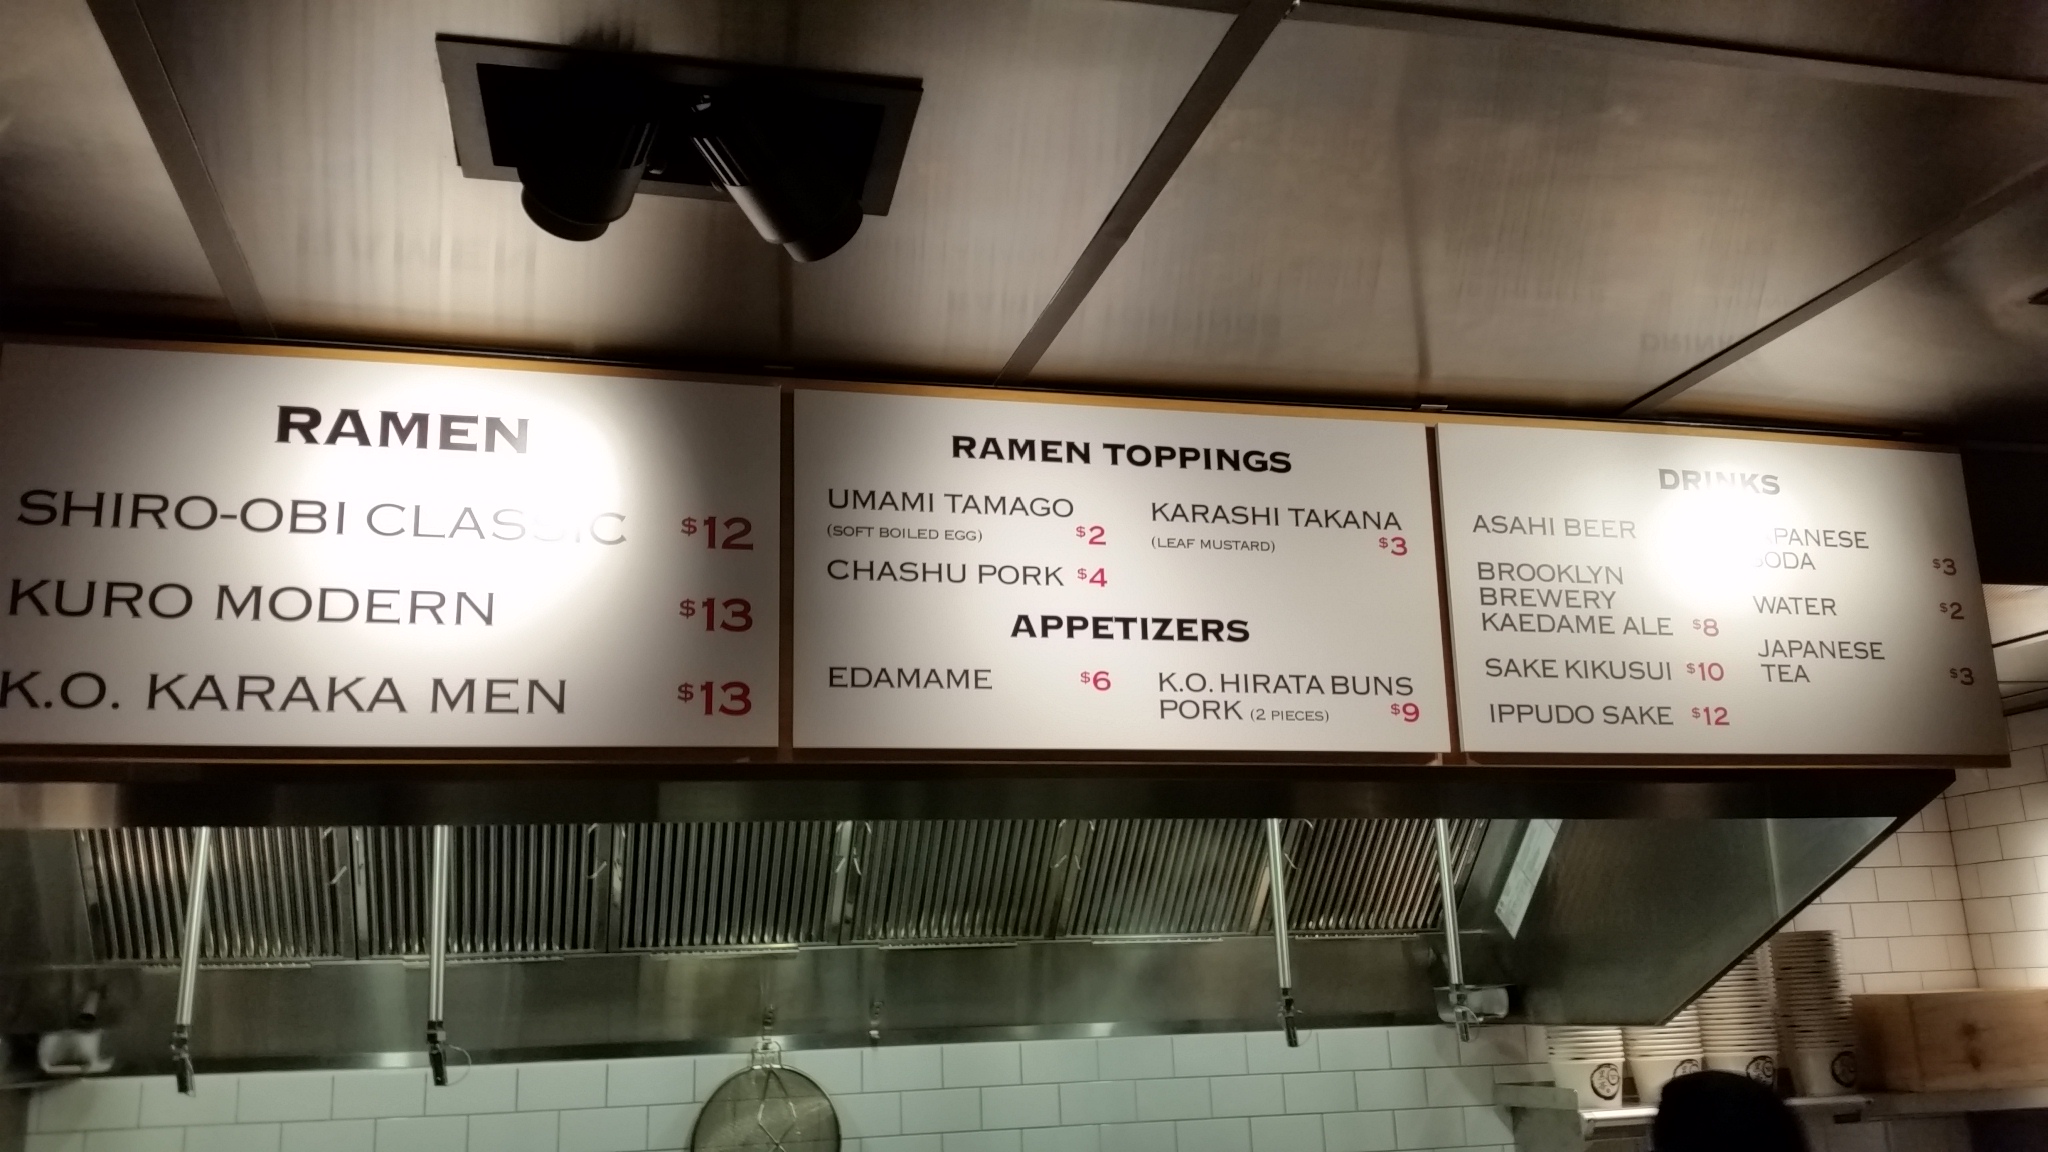 RAMEN
SHIRO-OBI CLASSIC $12
KURO MODERN $13
K.O. KARAKA MEN $13
RAMEN TOPPINGS
UMAMI TAMAGO
(SOFT BOILED EGG) $2
CHASHU PORK $4
KARASHI TAKANA
(LEAF MUSTARD) $3
APPETIZERS
EDAMAME $6
K.O. HIRATA BUNS
PORK (2 PIECES) $9
DRINKS
ASAHI BEER
BROOKLYN
BREWERY
KAEDAME ALE $8
SAKE KIKUSUI $10
IPPUDO SAKE $12
JAPANESE
SODA $3
WATER $2
JAPANESE
TEA $3